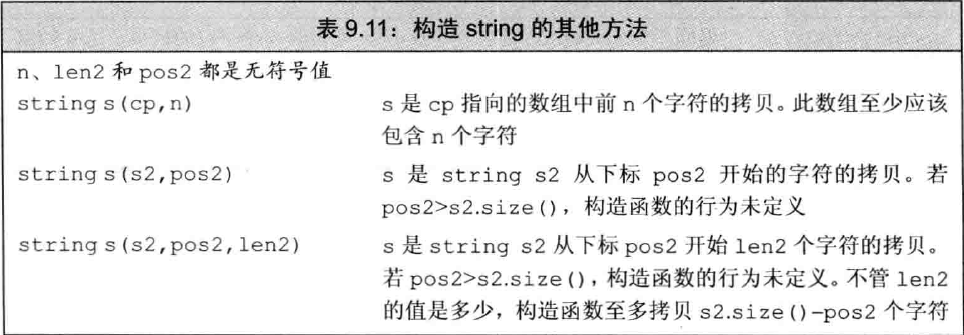 表 9.11：构造 string 的其他方法
n、len2 和 pos2 都是无符号值
string s(cp,n) s 是 cp 指向的数组中前 n 个字符的拷贝。此数组至少应该
包含 n 个字符
string s(s2,pos2) s 是 string s2 从下标 pos2 开始的字符的拷贝。若
pos2>s2.size()，构造函数的行为未定义
string s(s2,pos2,len2) s 是 string s2 从下标 pos2 开始 len2 个字符的拷贝。
若 pos2>s2.size()，构造函数的行为未定义。不管 len2
的值是多少，构造函数至多拷贝 s2.size()-pos2 个字符